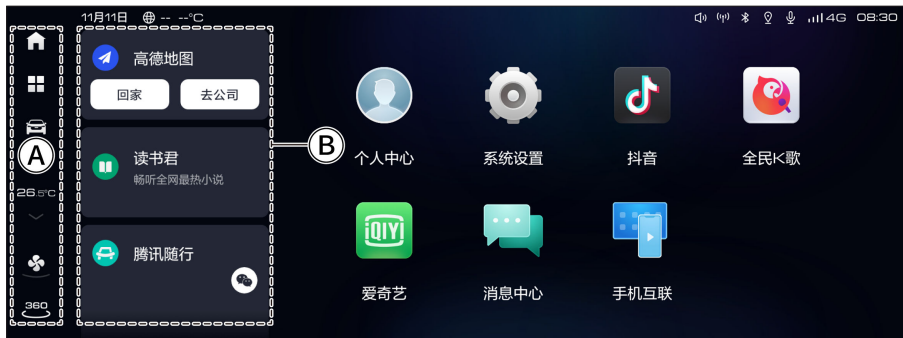 11月11日 -- --°C 4G 08:30
高德地图
回家 去公司
A
B
读书君
畅听全网最热小说
26.5°C
腾讯随行
360
个人中心 系统设置 抖音 全民K歌
iQIYI
爱奇艺 消息中心 手机互联